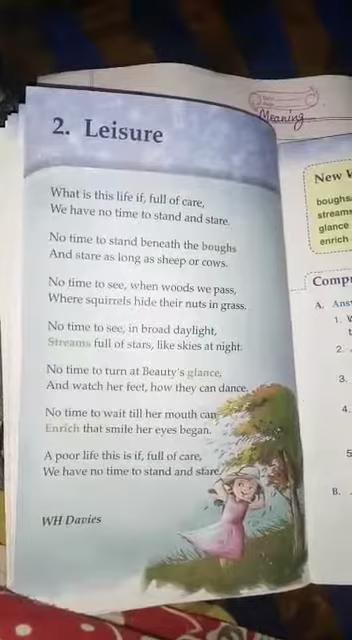 2. Leisure
What is this life if, full of care,
We have no time to stand and stare.
No time to stand beneath the boughs
And stare as long as sheep or cows.
No time to see, when woods we pass,
Where squirrels hide their nuts in grass.
No time to see, in broad daylight,
Streams full of stars, like skies at night.
No time to turn at Beauty's glance,
And watch her feet, how they can dance.
No time to wait till her mouth can
Enrich that smile her eyes began.
A poor life this is if, full of care,
We have no time to stand and stare.
WH Davies
Meaning
New
boughs
streams
glance
enrich
A.
1.
2.
3.
4.
5
B.